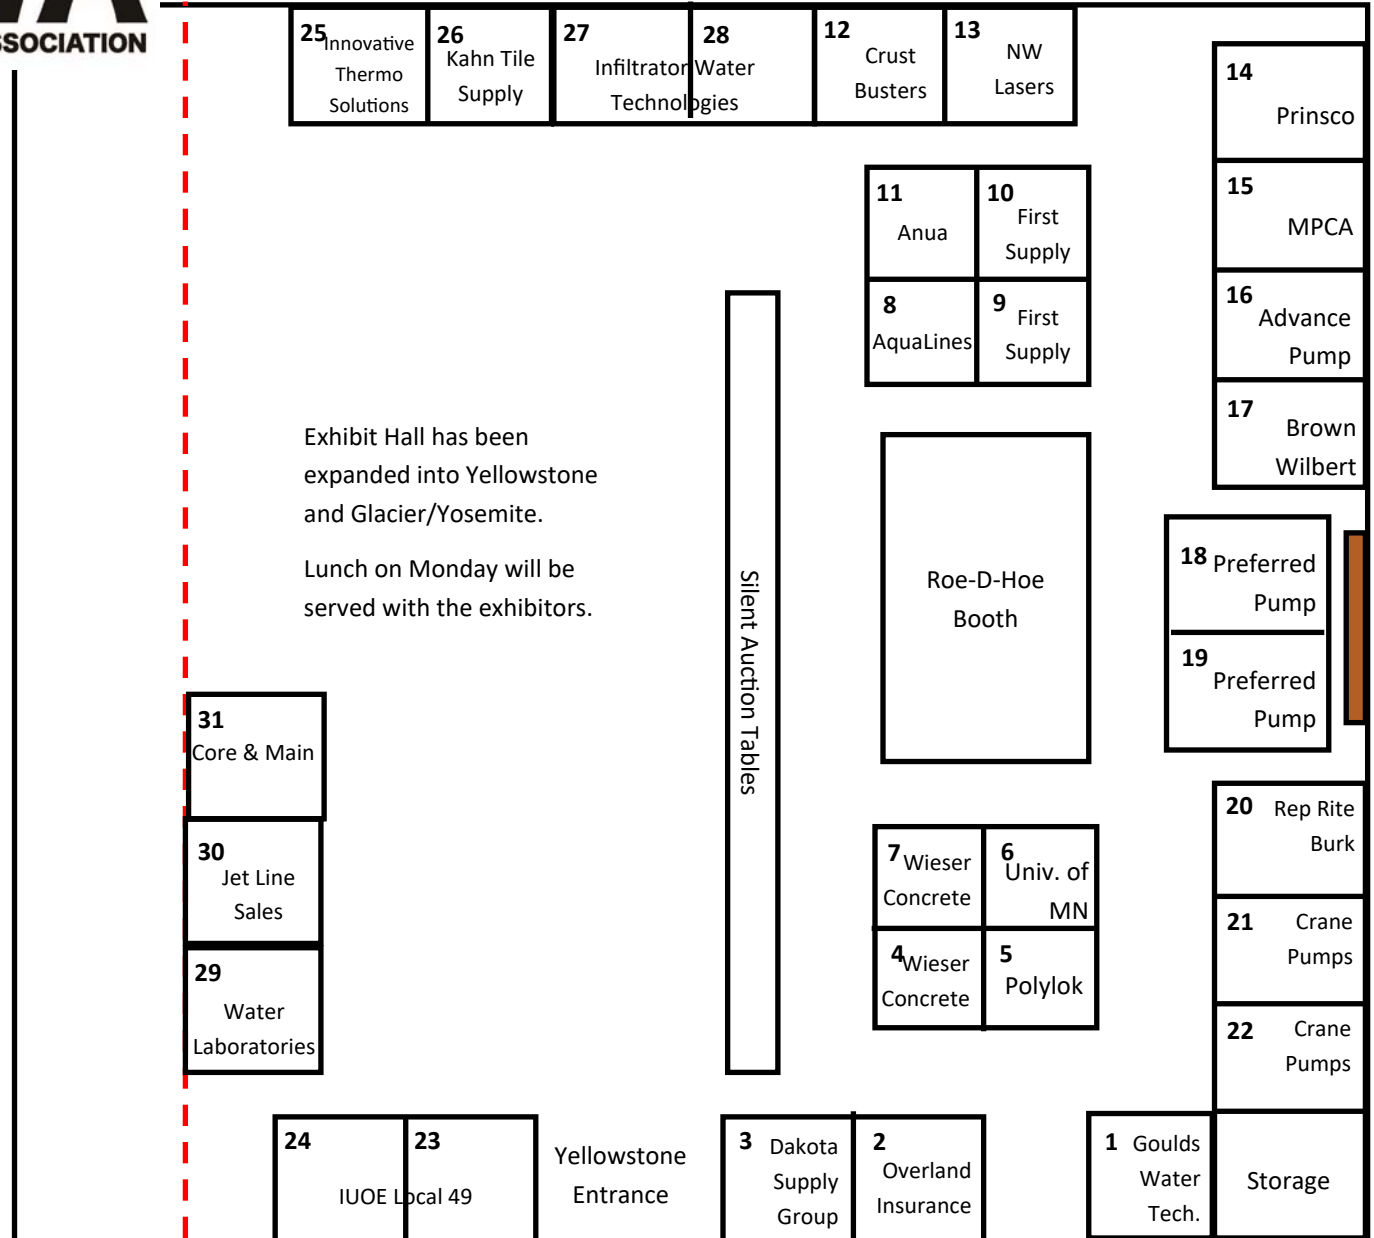 SSOCIATION
25 Innovative
Thermo
Solutions
26
Kahn Tile
Supply
27
28
Infiltrator Water
Technologies
12
Crust
Busters
13
NW
Lasers
14
Prinsco
15
MPCA
16
Advance
Pump
17
Brown
Wilbert
11
Anua
10
First
Supply
8
AquaLines
9
First
Supply
Exhibit Hall has been
expanded into Yellowstone
and Glacier/Yosemite.
Lunch on Monday will be
served with the exhibitors.
Silent Auction Tables
Roe-D-Hoe
Booth
18 Preferred
Pump
19
Preferred
Pump
31
Core & Main
30
Jet Line
Sales
29
Water
Laboratories
7 Wieser
Concrete
6
Univ. of
MN
4 Wieser
Concrete
5
Polylok
20 Rep Rite
Burk
21 Crane
Pumps
22 Crane
Pumps
24
23
IUOE Local 49
Yellowstone
Entrance
3 Dakota
Supply
Group
2
Overland
Insurance
1 Goulds
Water
Tech.
Storage